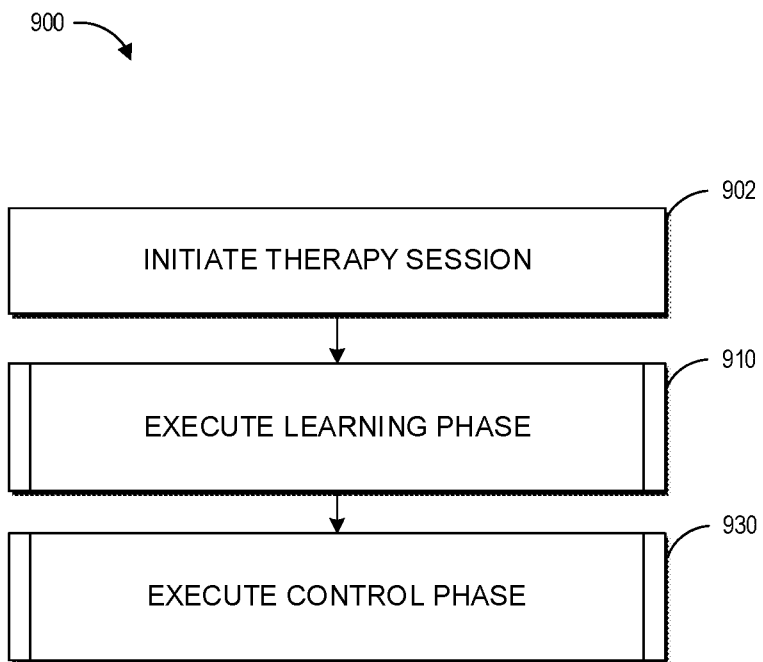 900
902
INITIATE THERAPY SESSION
910
EXECUTE LEARNING PHASE
930
EXECUTE CONTROL PHASE